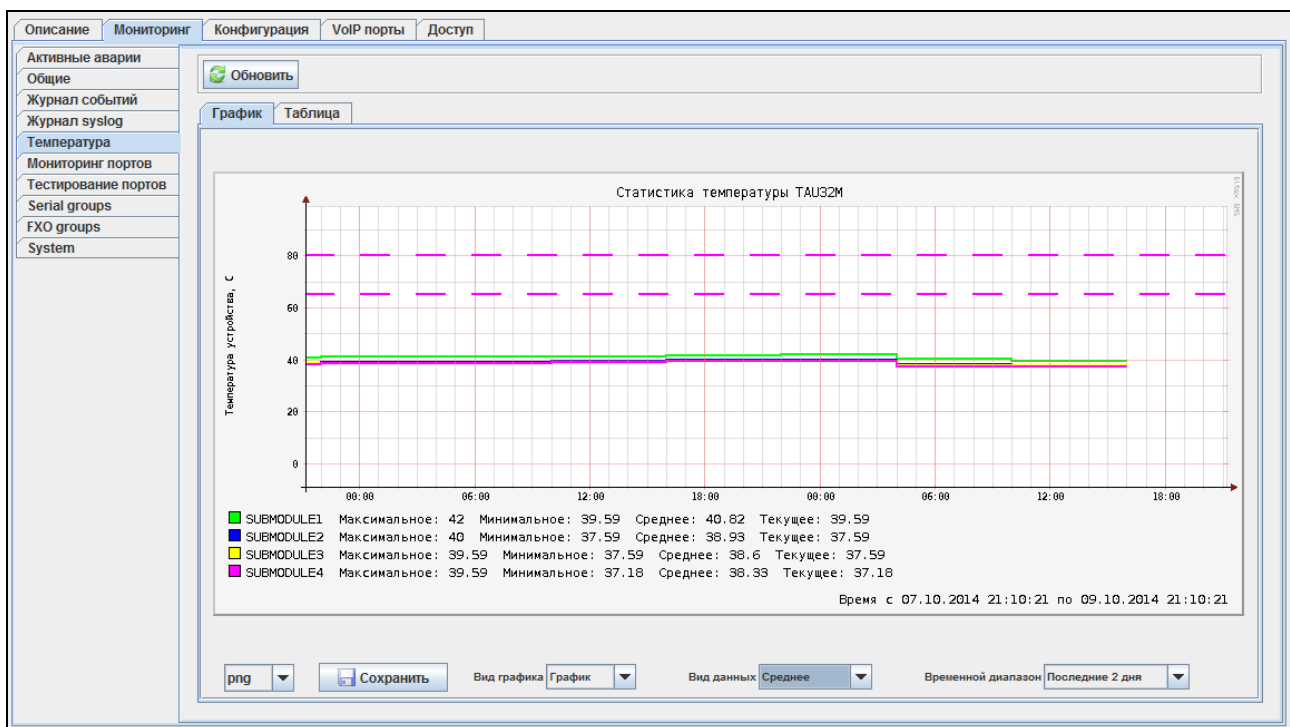 Описание Мониторинг Конфигурация VoIP порты Доступ
Активные аварии
Общие
Журнал событий
Журнал syslog
Температура
Мониторинг портов
Тестирование портов
Serial groups
FXO groups
System
Обновить
График Таблица
Статистика температуры TAU32M
Eltex EMS
Температура устройства, C
80
60
40
20
0
00:00 06:00 12:00 18:00 00:00 06:00 12:00 18:00
SUBMODULE1 Максимальное: 42 Минимальное: 39.59 Среднее: 40.82 Текущее: 39.59
SUBMODULE2 Максимальное: 40 Минимальное: 37.59 Среднее: 38.93 Текущее: 37.59
SUBMODULE3 Максимальное: 39.59 Минимальное: 37.59 Среднее: 38.6 Текущее: 37.59
SUBMODULE4 Максимальное: 39.59 Минимальное: 37.18 Среднее: 38.33 Текущее: 37.18
Время с 07.10.2014 21:10:21 по 09.10.2014 21:10:21
png Сохранить Вид графика График Вид данных Среднее Временной диапазон Последние 2 дня